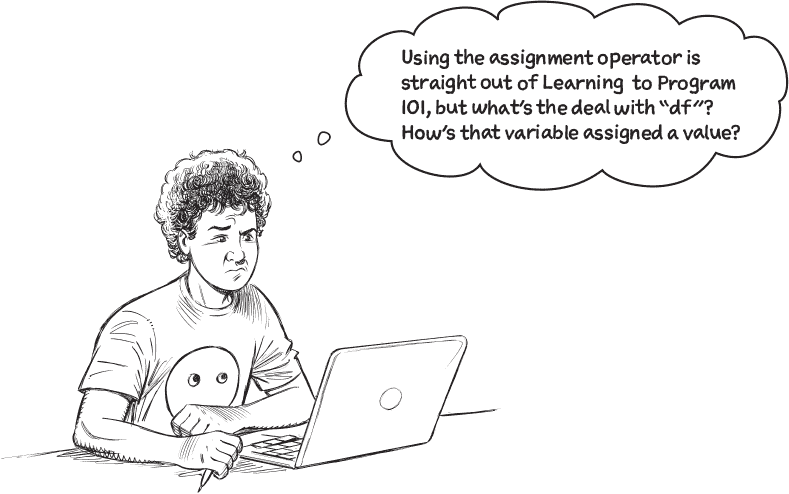 Using the assignment operator is
straight out of Learning to Program
101, but what's the deal with "df"?
How's that variable assigned a value?